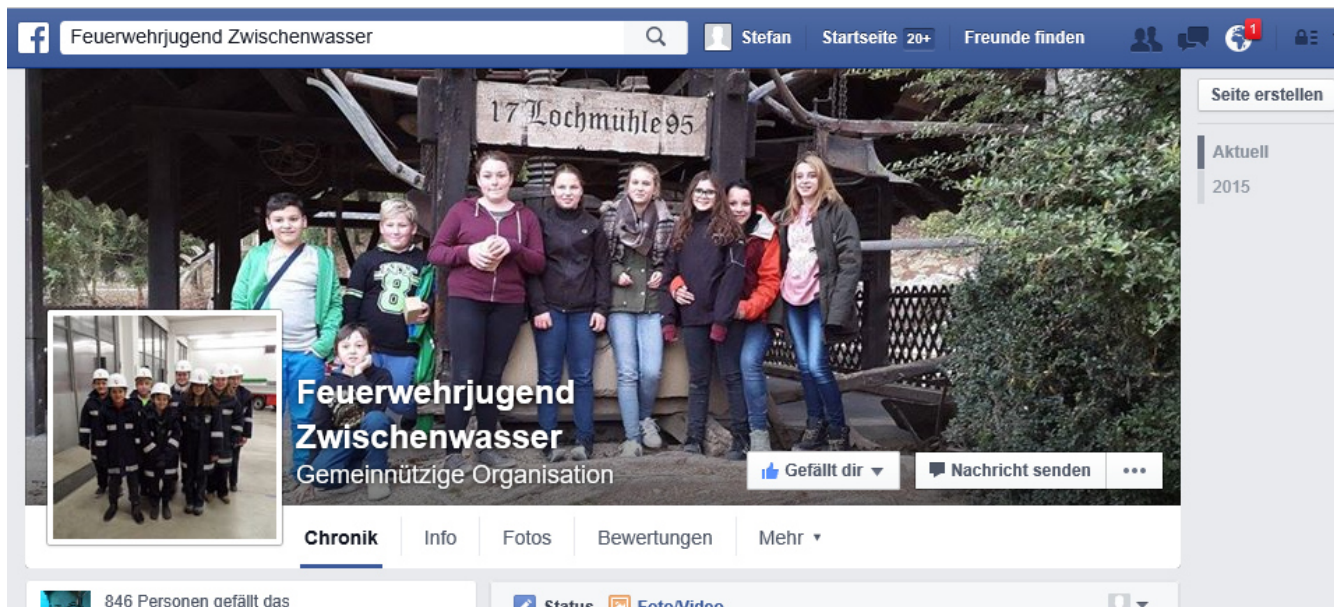 f Feuerwehrjugend Zwischenwasser Stefan Startseite 20+ Freunde finden 1
17 Lochmühle 95
Seite erstellen
Aktuell
2015
8
Feuerwehrjugend
Zwischenwasser
Gemeinnützige Organisation
Gefällt dir Nachricht senden
Chronik Info Fotos Bewertungen Mehr
846 Personen gefällt das
Status Foto/Video